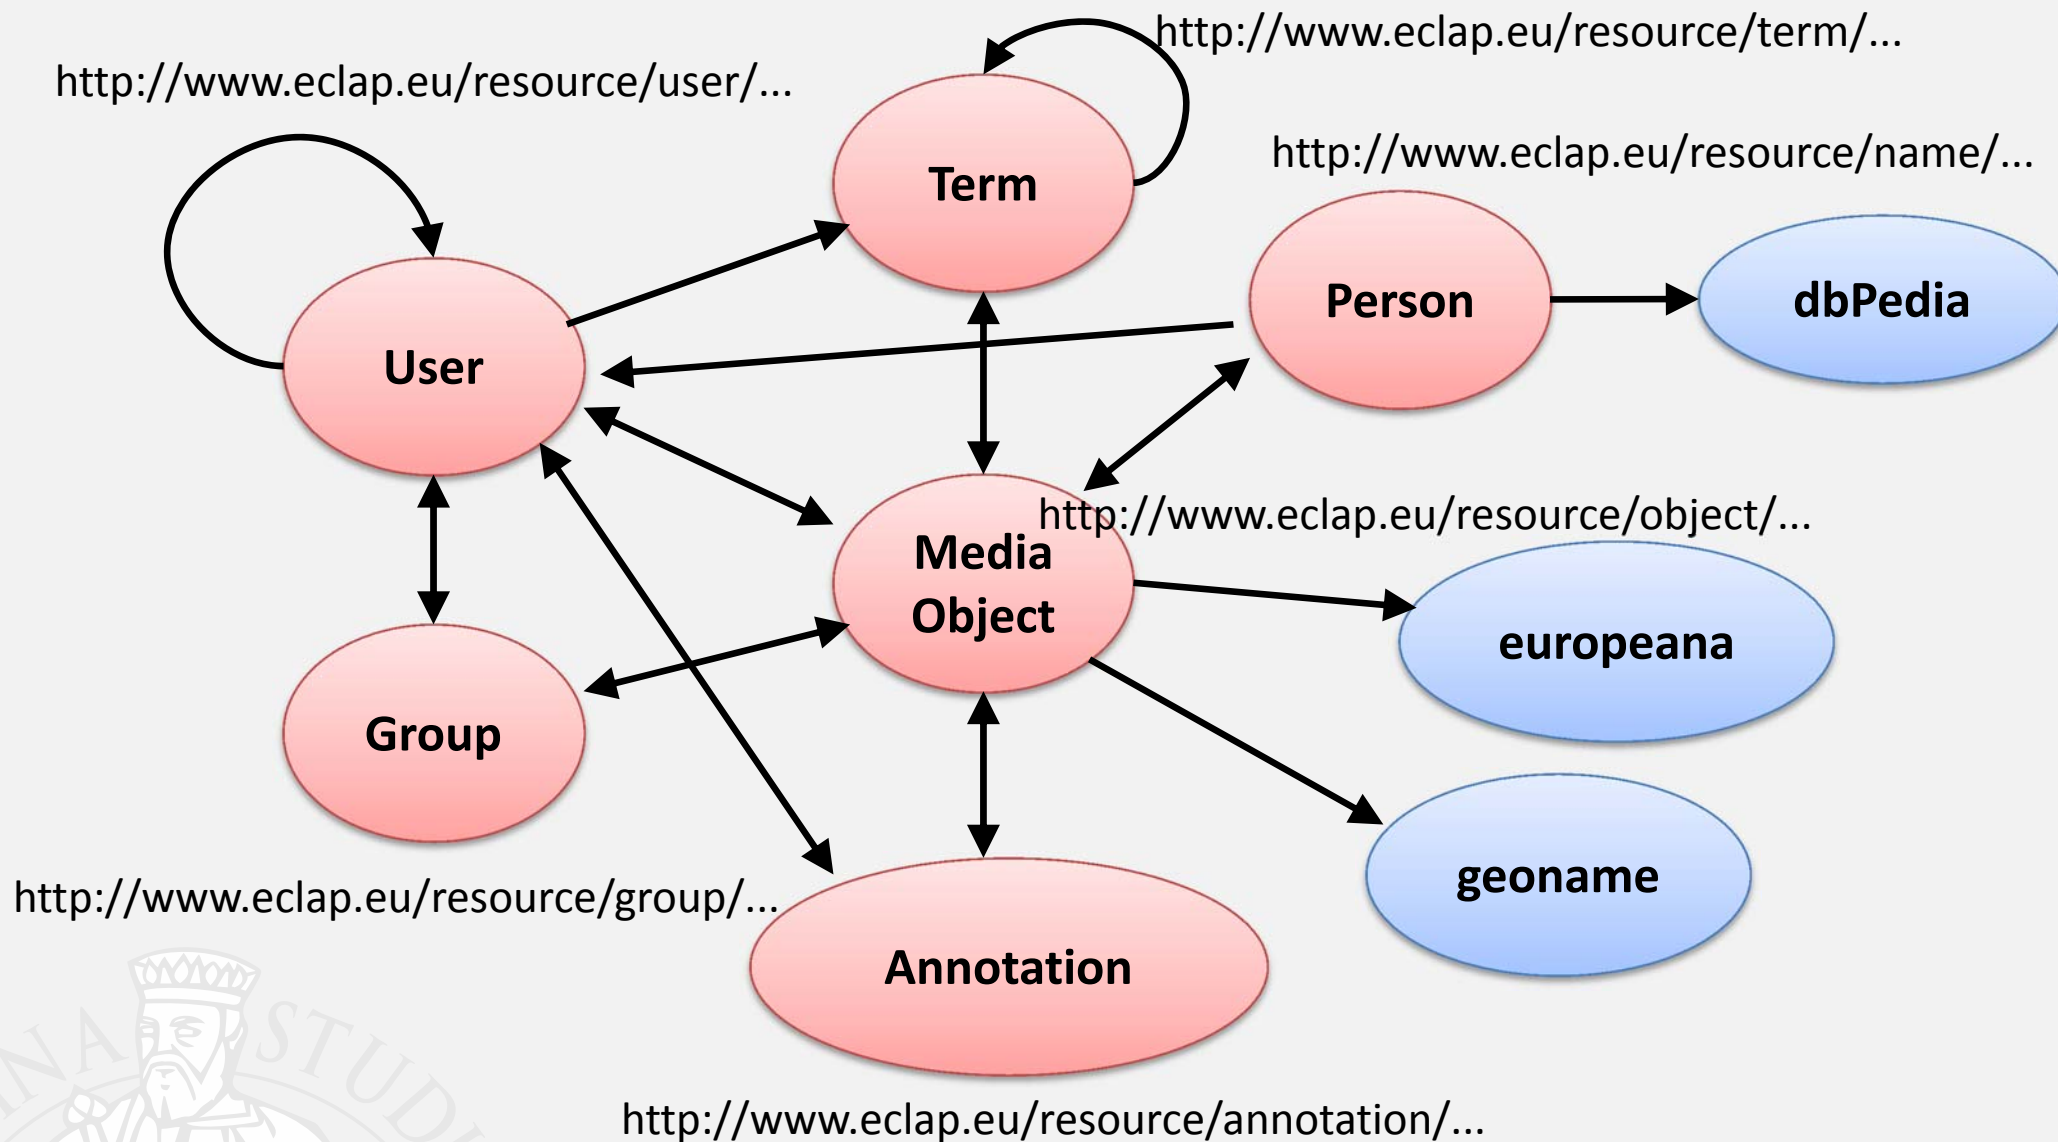 http://www.eclap.eu/resource/term/...
http://www.eclap.eu/resource/user/...
http://www.eclap.eu/resource/name/...
Term
Person
dbPedia
User
http://www.eclap.eu/resource/object/...
Media
Object
europeana
Group
geoname
http://www.eclap.eu/resource/group/...
Annotation
http://www.eclap.eu/resource/annotation/...